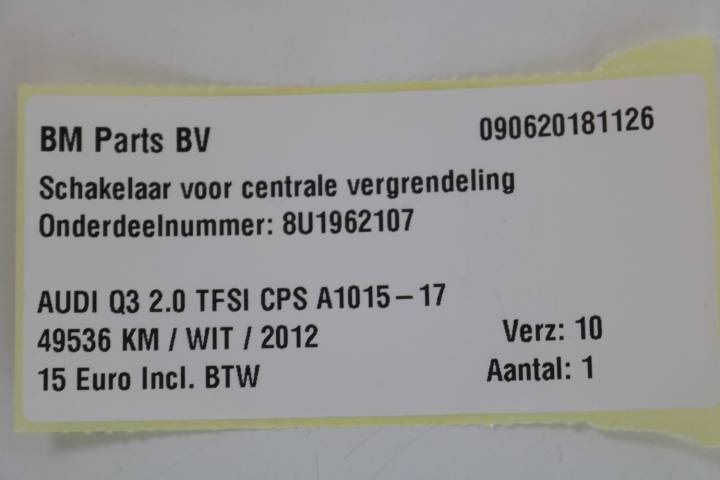 BM Parts BV 090620181126
Schakelaar voor centrale vergrendeling
Onderdeelnummer: 8U1962107
AUDI Q3 2.0 TFSI CPS A1015-17
49536 KM / WIT / 2012 Verz: 10
15 Euro Incl. BTW Aantal: 1